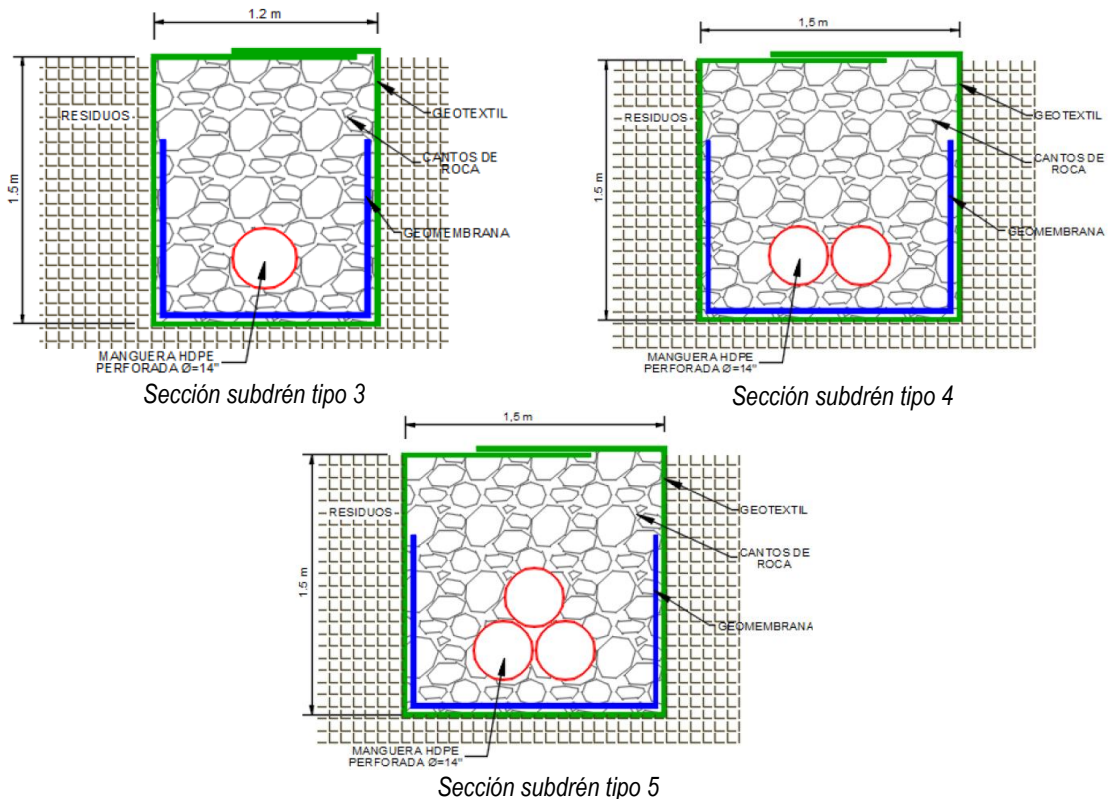 1.2 m
1.5 m
RESIDUOS
GEOTEXTIL
CANTOS DE
ROCA
GEOMEMBRANA
MANGUERA HDPE
PERFORADA Ø=14"
Sección subdrén tipo 3
1,5 m
1.5 m
RESIDUOS
GEOTEXTIL
CANTOS DE
ROCA
GEOMEMBRANA
MANGUERA HDPE
PERFORADA Ø=14"
Sección subdrén tipo 4
1,5 m
1.5 m
RESIDUOS
GEOTEXTIL
CANTOS DE
ROCA
GEOMEMBRANA
MANGUERA HDPE
PERFORADA Ø=14"
Sección subdrén tipo 5